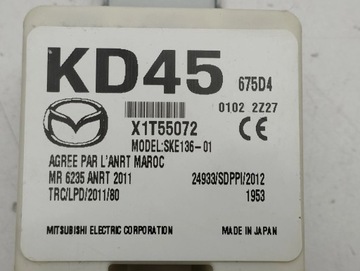 KD45 675D4
0102 2Z27
X1T55072
MODEL:SKE136-01
AGREE PAR L'ANRT MAROC
MR 6235 ANRT 2011 24933/SDPPI/2012
TRC/LPD/2011/80 1953
MITSUBISHI ELECTRIC CORPORATION MADE IN JAPAN